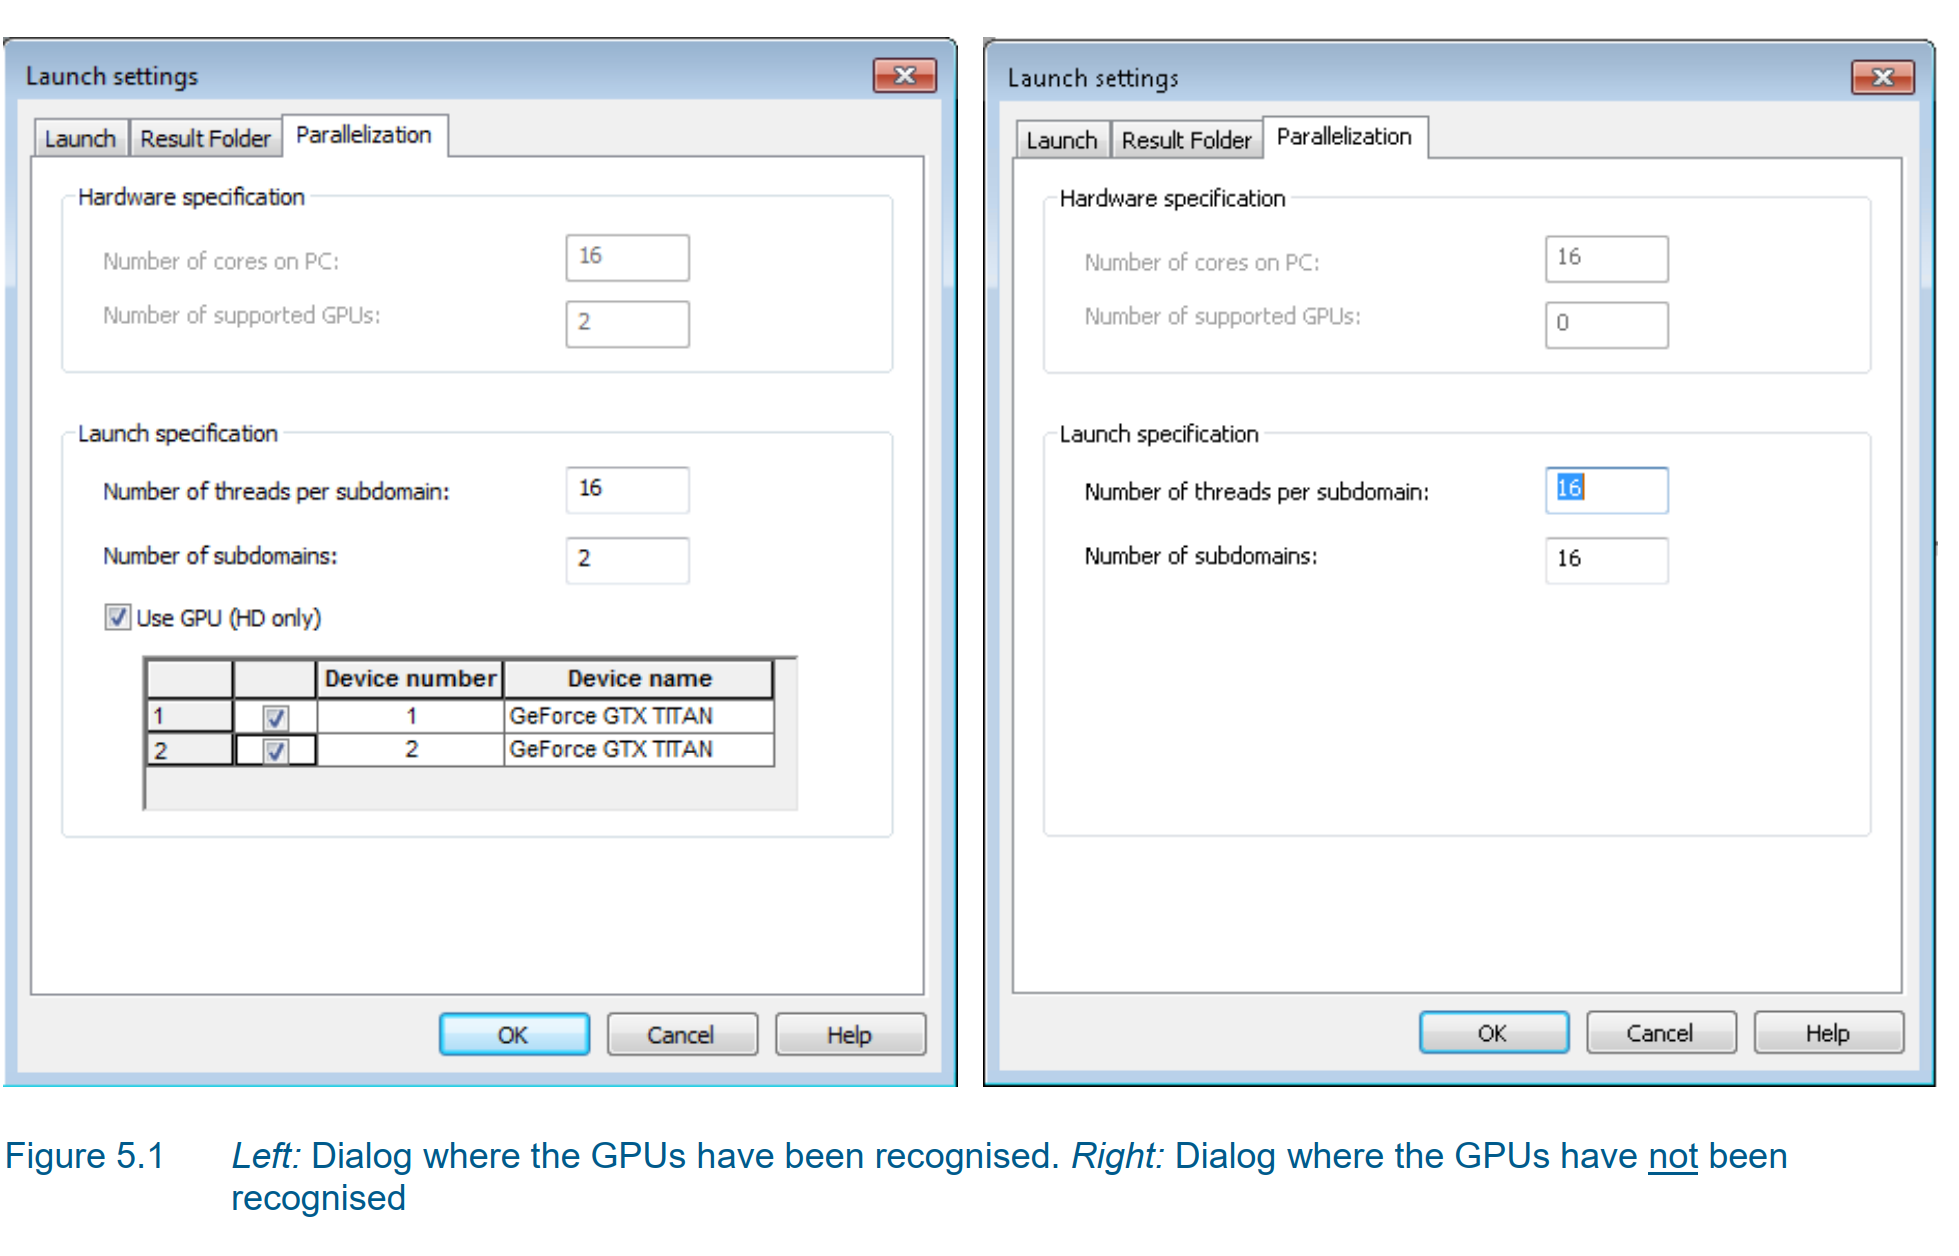 Launch settings
Launch Result Folder Parallelization
Hardware specification
Number of cores on PC: 16
Number of supported GPUs: 2
Launch specification
Number of threads per subdomain: 16
Number of subdomains: 2
Use GPU (HD only)
Device number Device name
1 1 GeForce GTX TITAN
2 2 GeForce GTX TITAN
OK Cancel Help
Launch settings
Launch Result Folder Parallelization
Hardware specification
Number of cores on PC: 16
Number of supported GPUs: 0
Launch specification
Number of threads per subdomain: 16
Number of subdomains: 16
OK Cancel Help
Figure 5.1 Left: Dialog where the GPUs have been recognised. Right: Dialog where the GPUs have not been
recognised